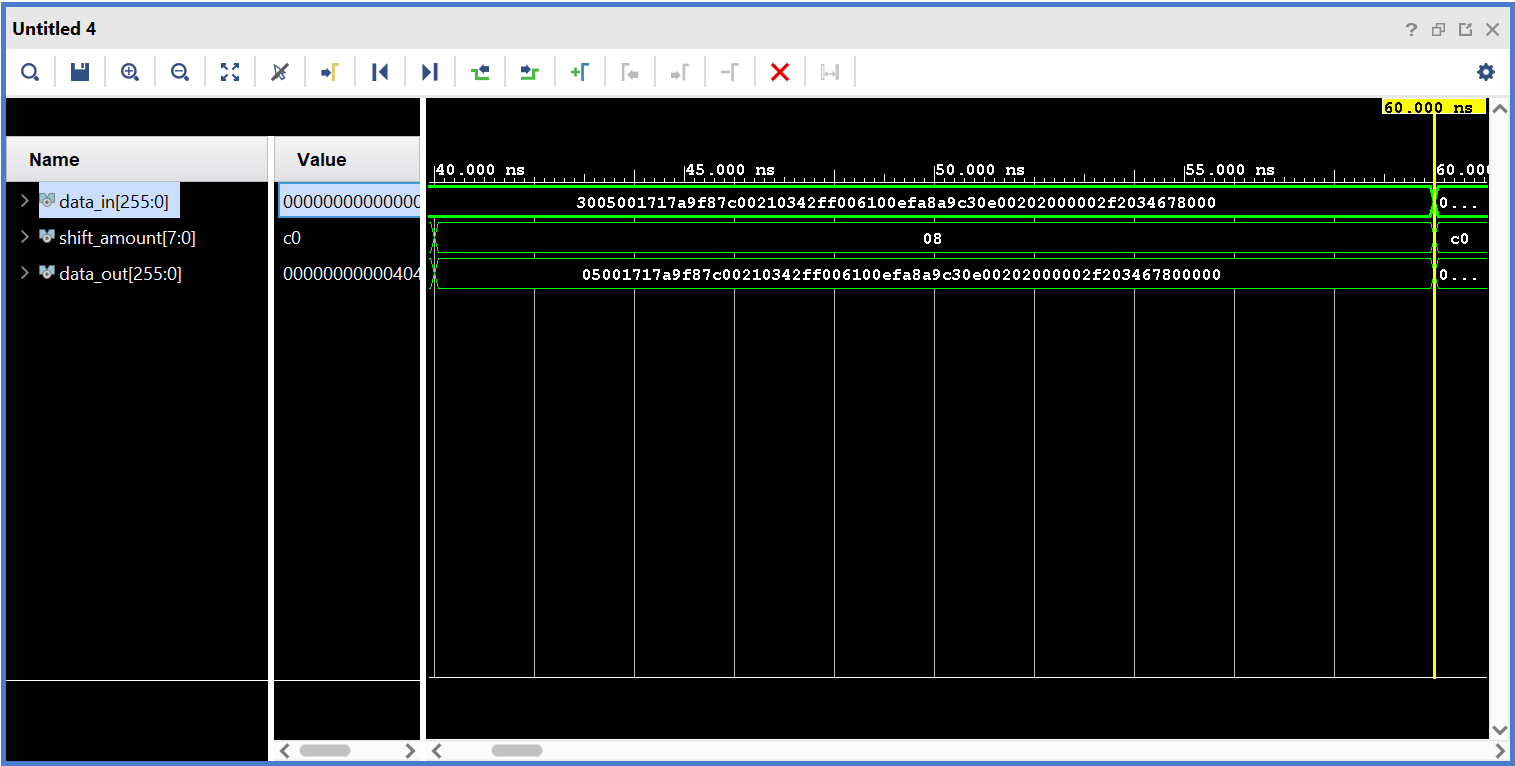 Untitled 4
?
60.000 ns
Name Value
40.000 ns 45.000 ns 50.000 ns 55.000 ns 60.00
data_in[255:0] 00000000000000 3005001717a9f87c00210342ff006100efa8a9c30e00202000002f2034678000 0...
shift_amount[7:0] c0 08 c0
data_out[255:0] 00000000000404 05001717a9f87c00210342ff006100efa8a9c30e00202000002f203467800000 0...